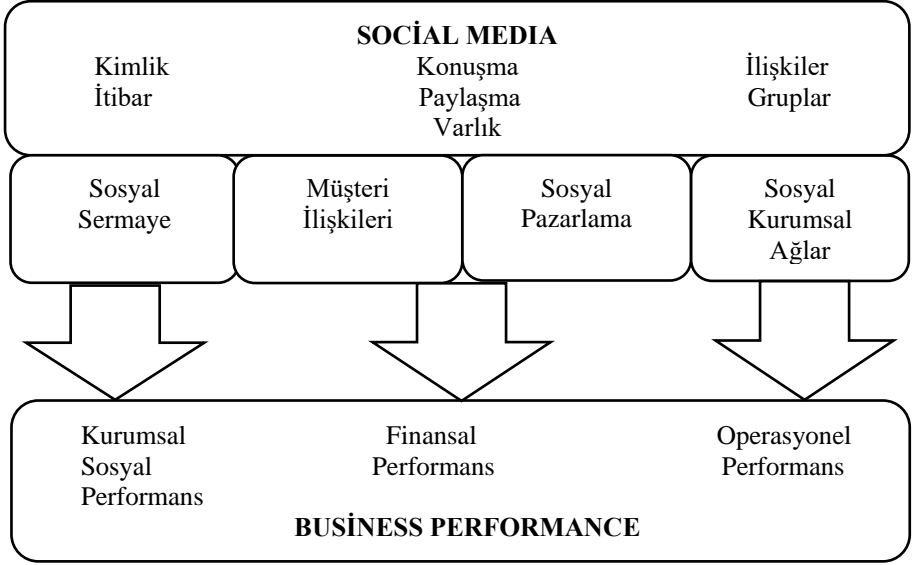 SOCİAL MEDIA
Kimlik
İtibar
Konuşma
Paylaşma
Varlık
İlişkiler
Gruplar
Sosyal
Sermaye
Müşteri
İlişkileri
Sosyal
Pazarlama
Sosyal
Kurumsal
Ağlar
Kurumsal
Sosyal
Performans
Finansal
Performans
Operasyonel
Performans
BUSİNESS PERFORMANCE